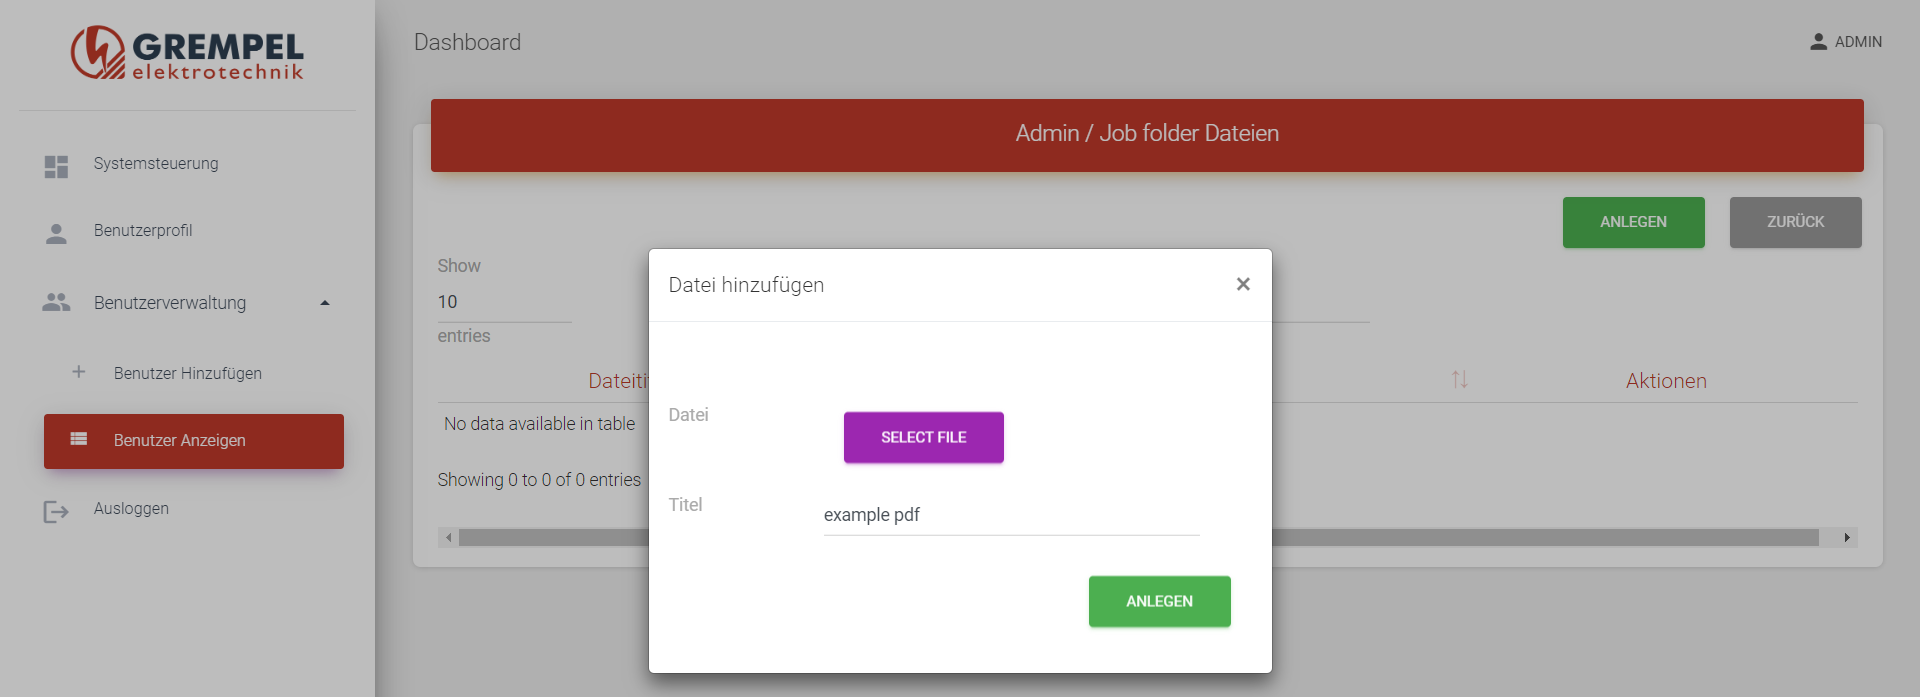 GREMPEL
elektrotechnik
Systemsteuerung
Benutzerprofil
Benutzerverwaltung
Benutzer Hinzufügen
Benutzer Anzeigen
Ausloggen
Dashboard
ADMIN
Admin / Job folder Dateien
ANLEGEN
ZURÜCK
Show
10
entries
Dateiti
Aktionen
No data available in table
Showing 0 to 0 of 0 entries
Datei hinzufügen
×
Datei
SELECT FILE
Titel
example pdf
ANLEGEN